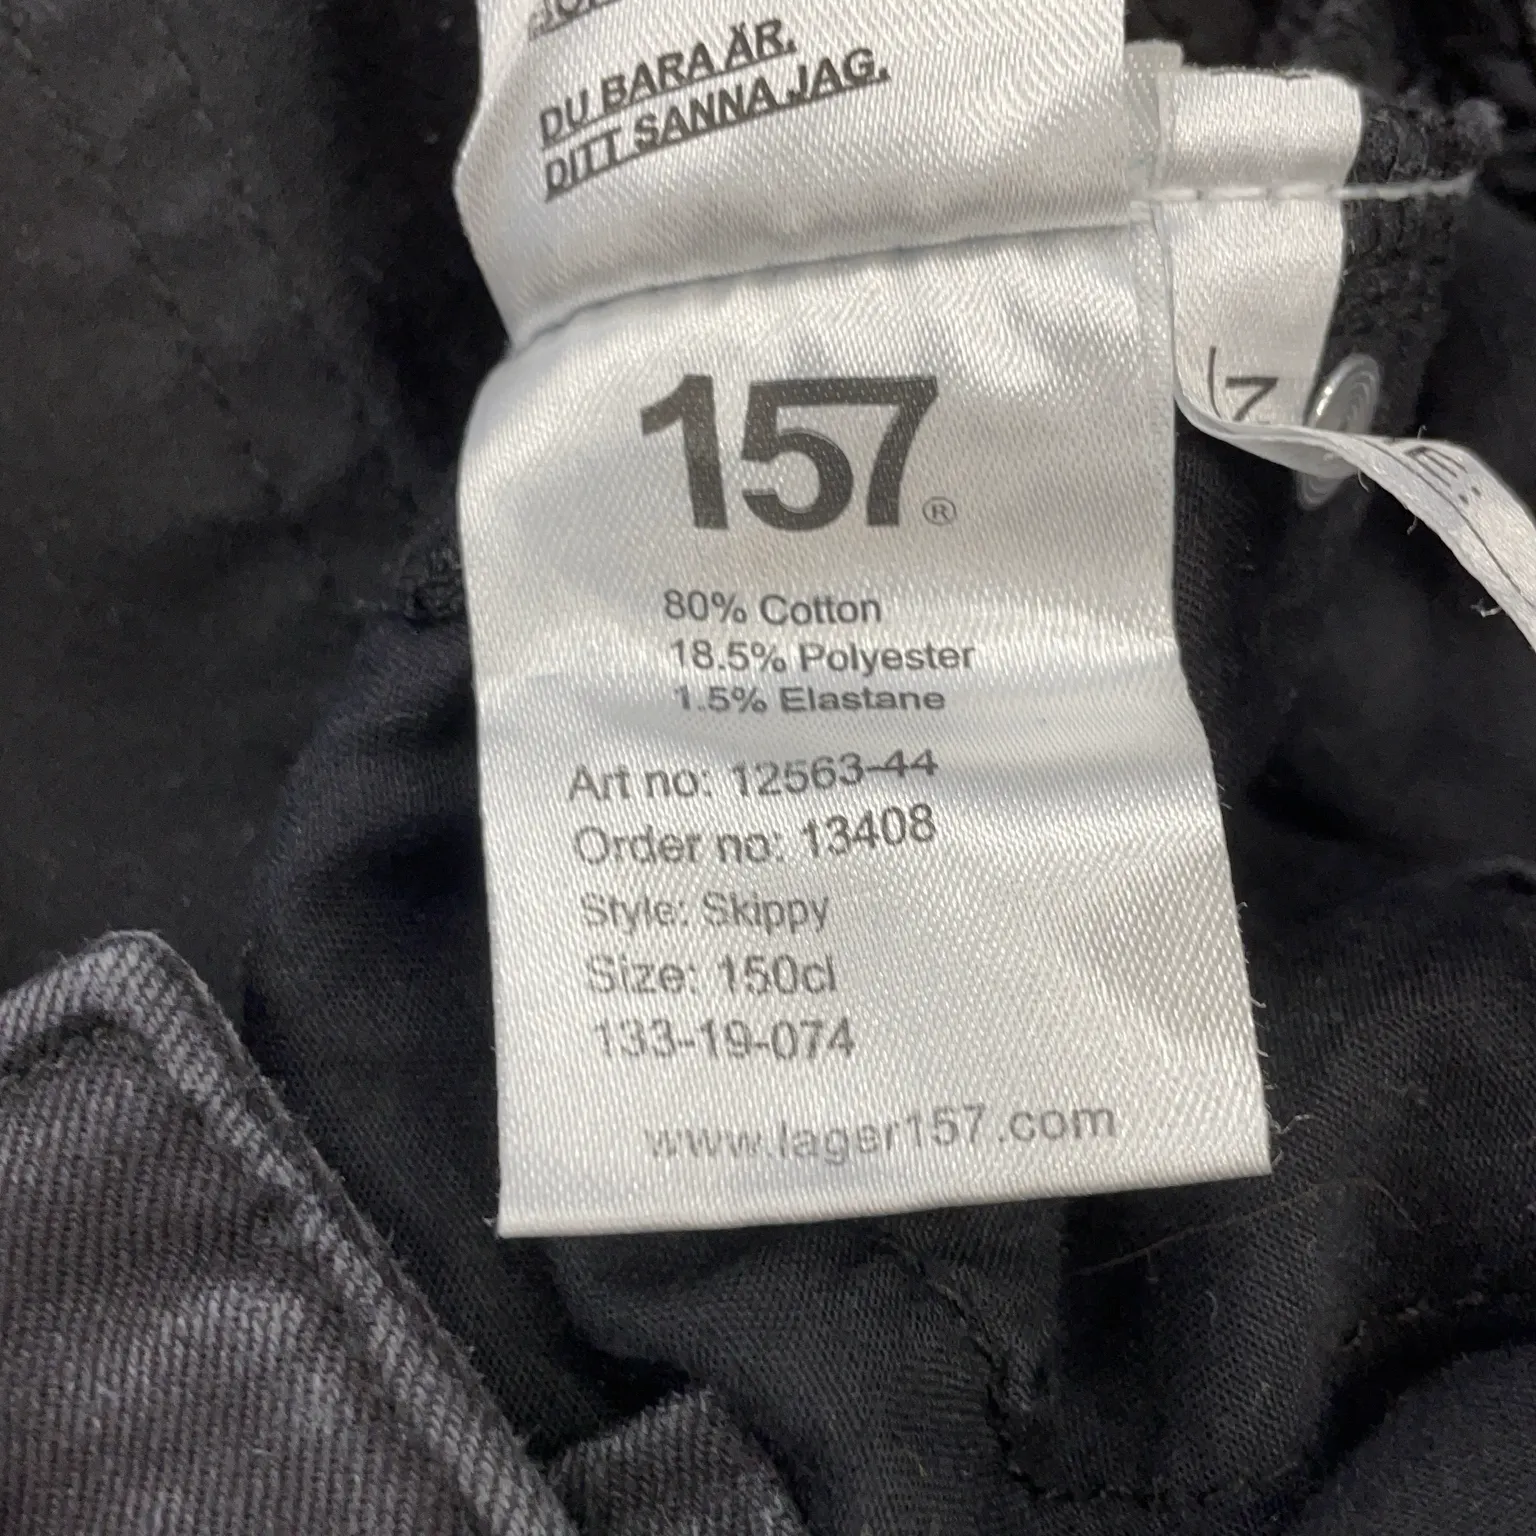 DU BARA ÄR.
DITT SANNA JAG.
157®
80% Cotton
18.5% Polyester
1.5% Elastane
Art no: 12563-44
Order no: 13408
Style: Skippy
Size: 150cl
133-19-074
www.lager157.com